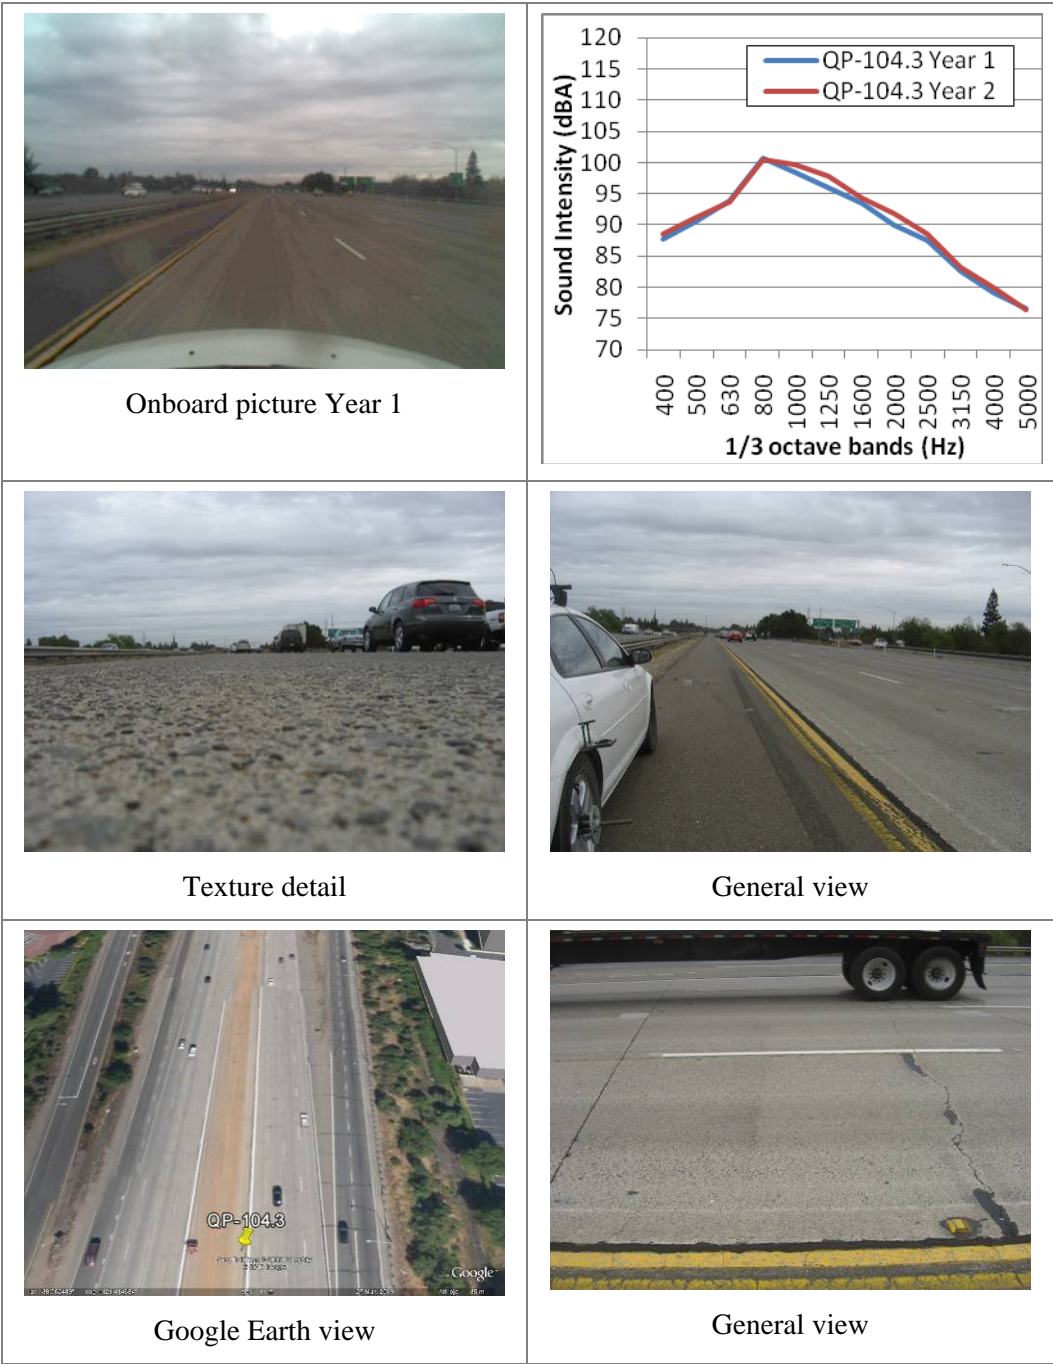 120
115
110
105
100
95
90
85
80
75
70
Sound Intensity (dBA)
QP-104.3 Year 1
QP-104.3 Year 2
400
500
630
800
1000
1250
1600
2000
2500
3150
4000
5000
1/3 octave bands (Hz)
Onboard picture Year 1
Texture detail
General view
QP-104.3
Google
Google Earth view
General view